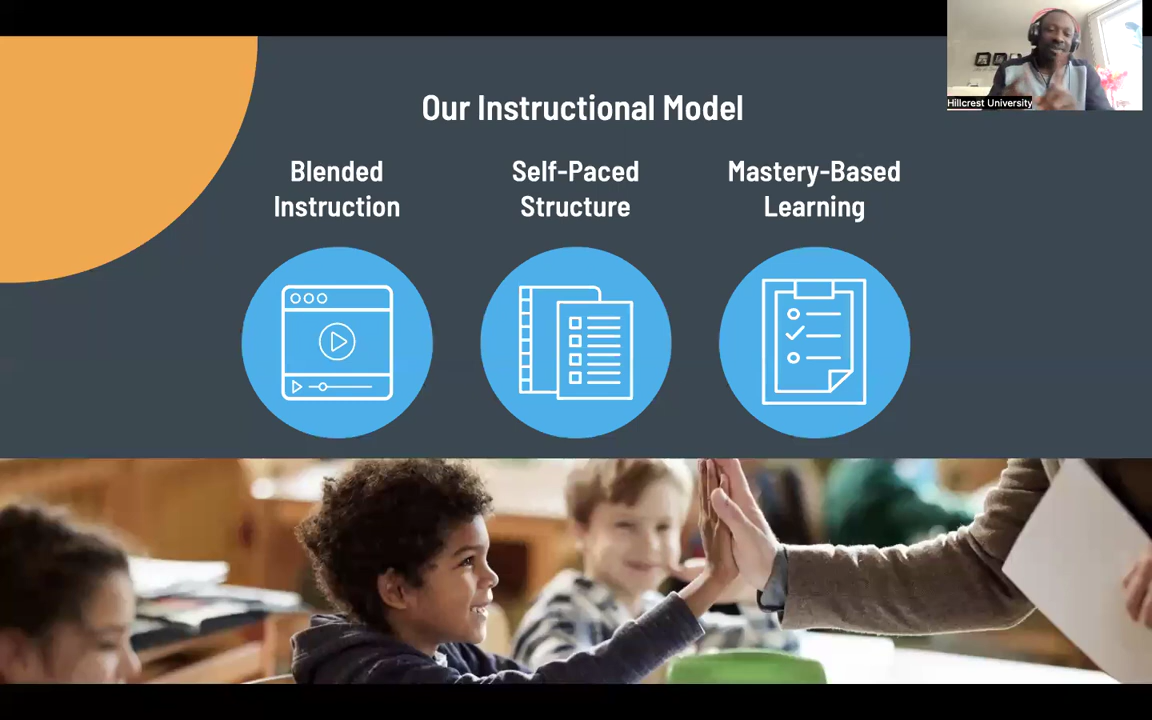 Our Instructional Model
Blended
Instruction
Self-Paced
Structure
Mastery-Based
Learning
Hillcrest University